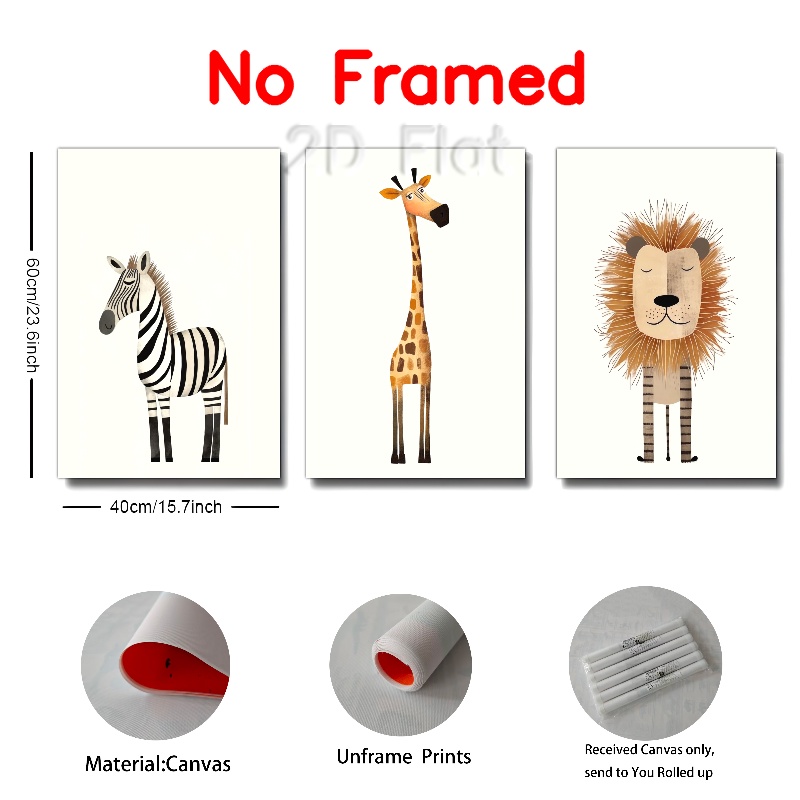 No Framed
2D Flat
60cm/23.6inch
40cm/15.7inch
Material:Canvas
Unframe Prints
Received Canvas only,
send to You Rolled up